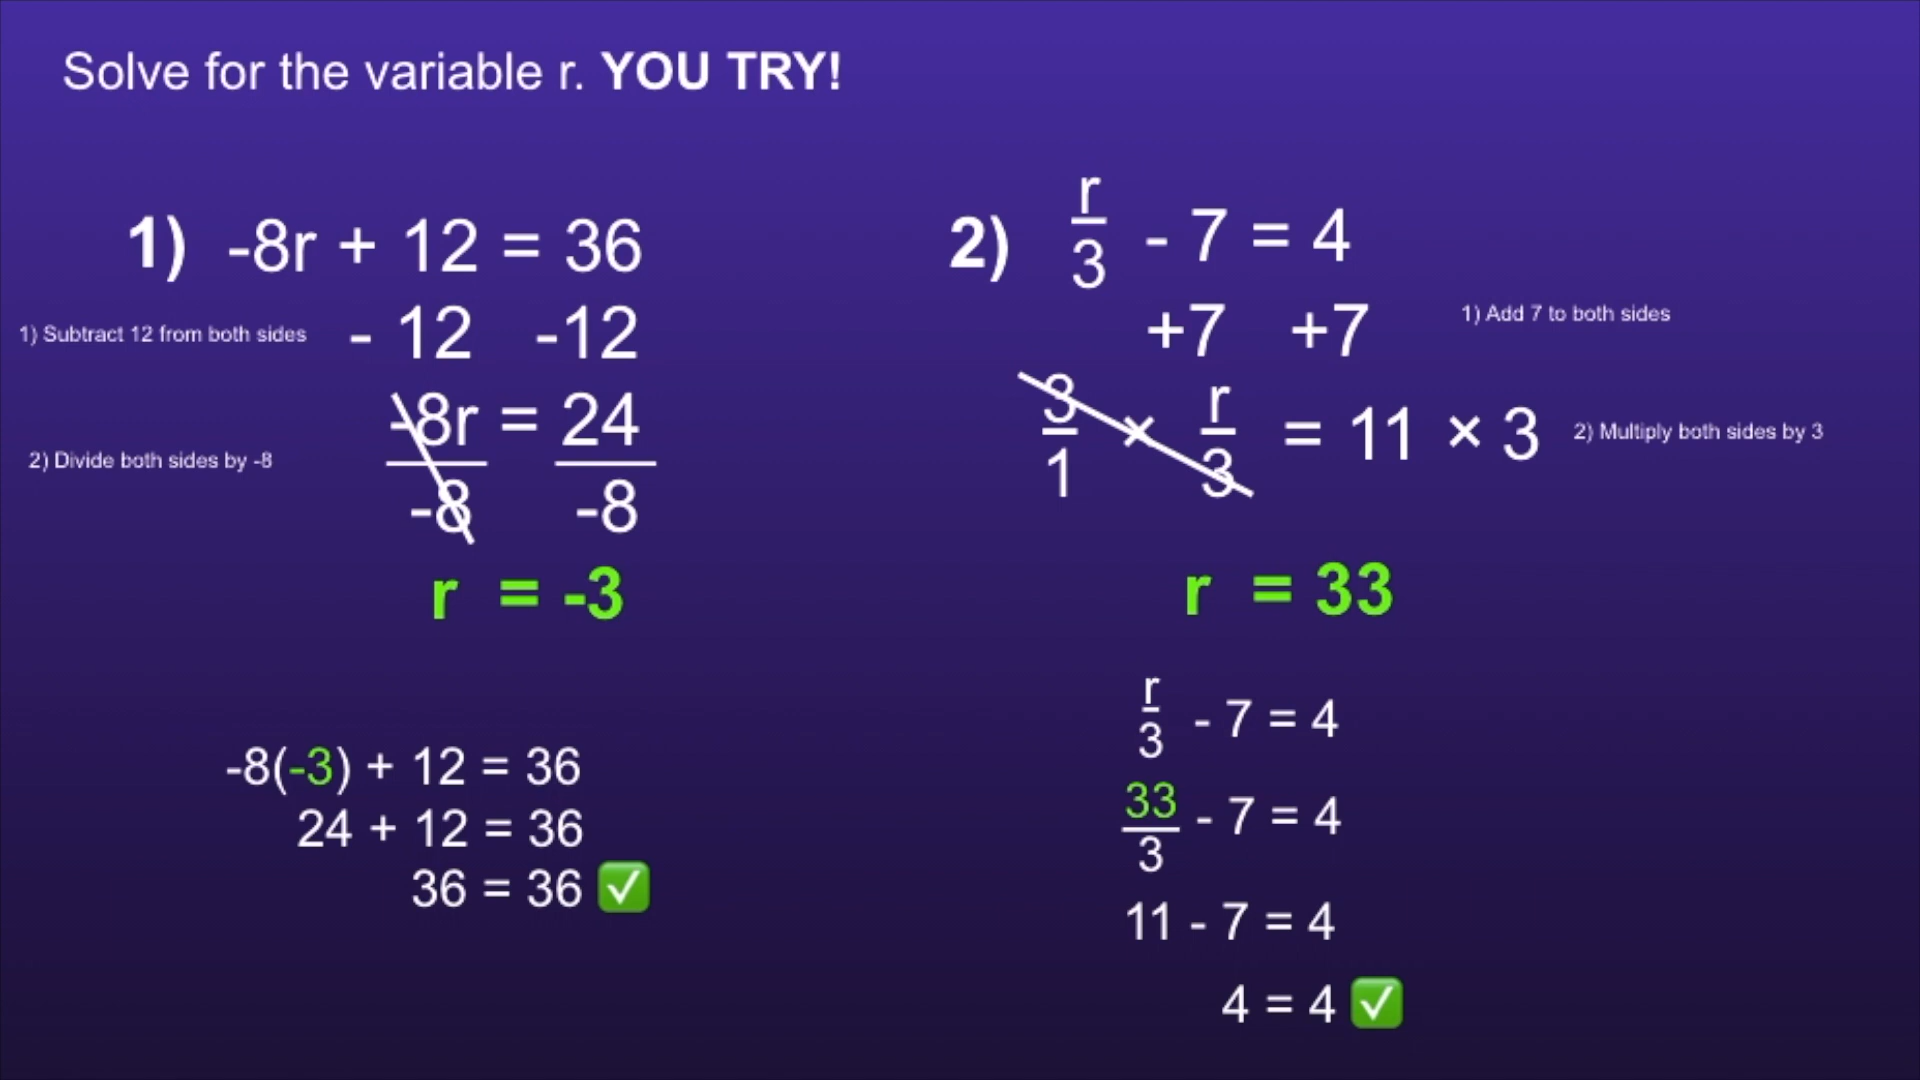 Solve for the variable r. YOU TRY!
1) -8r + 12 = 36
1) Subtract 12 from both sides
- 12 -12
-8r = 24
2) Divide both sides by -8
-8 -8
r = -3
-8(-3) + 12 = 36
24 + 12 = 36
36 = 36 ✅
2) r/3 - 7 = 4
+7 +7
1) Add 7 to both sides
3/1 × r/3 = 11 × 3
2) Multiply both sides by 3
r = 33
r/3 - 7 = 4
33/3 - 7 = 4
11 - 7 = 4
4 = 4 ✅